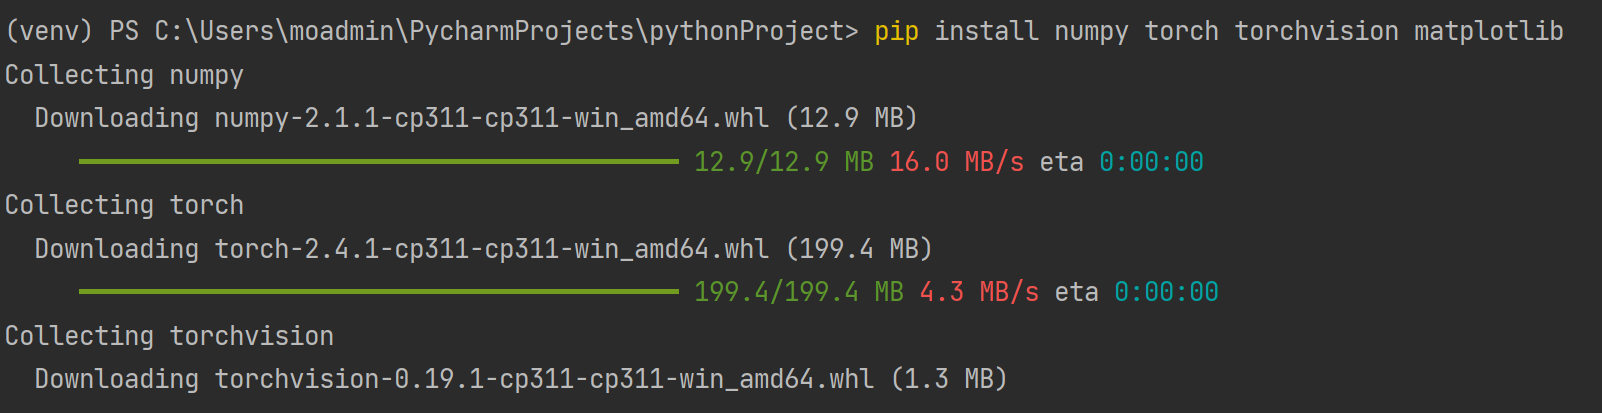 (venv) PS C:\Users\moadmin\PycharmProjects\pythonProject> pip install numpy torch torchvision matplotlib
Collecting numpy
  Downloading numpy-2.1.1-cp311-cp311-win_amd64.whl (12.9 MB)
12.9/12.9 MB 16.0 MB/s eta 0:00:00
Collecting torch
  Downloading torch-2.4.1-cp311-cp311-win_amd64.whl (199.4 MB)
199.4/199.4 MB 4.3 MB/s eta 0:00:00
Collecting torchvision
  Downloading torchvision-0.19.1-cp311-cp311-win_amd64.whl (1.3 MB)